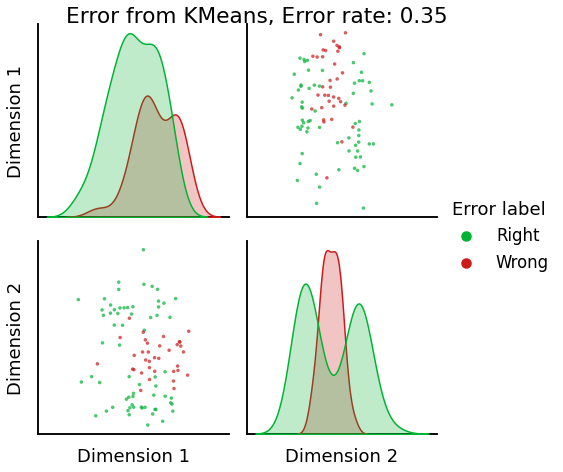 Error from KMeans, Error rate: 0.35
Dimension 1
Error label
Right
Wrong
Dimension 2
Dimension 1
Dimension 2